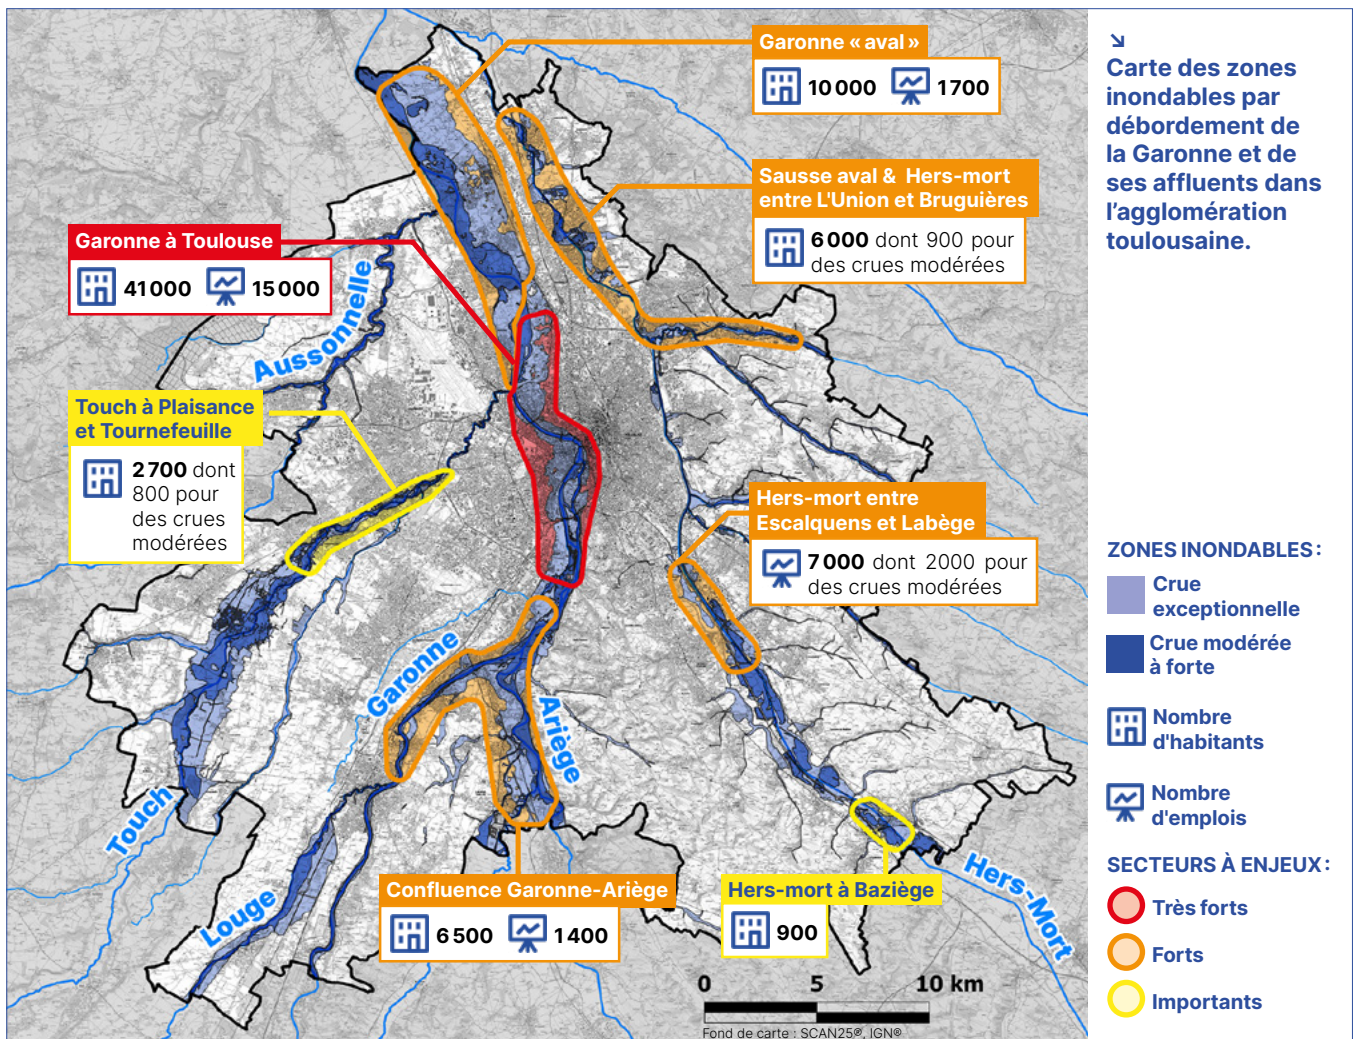 Garonne « aval »
10 000 1700
Sausse aval & Hers-mort
entre L'Union et Bruguières
6 000 dont 900 pour
des crues modérées
Garonne à Toulouse
41 000 15 000
Aussonnelle
Touch à Plaisance
et Tournefeuille
2 700 dont
800 pour
des crues
modérées
Hers-mort entre
Escalquens et Labège
7 000 dont 2000 pour
des crues modérées
Garonne
Ariège
Touch
Louge
Confluence Garonne-Ariège
6 500 1 400
Hers-mort à Baziège
900
Hers-Mort
0 5 10 km
Fond de carte : SCAN25®, IGN®
↘
Carte des zones
inondables par
débordement de
la Garonne et de
ses affluents dans
l'agglomération
toulousaine.
ZONES INONDABLES :
Crue
exceptionnelle
Crue modérée
à forte
Nombre
d'habitants
Nombre
d'emplois
SECTEURS À ENJEUX :
Très forts
Forts
Importants